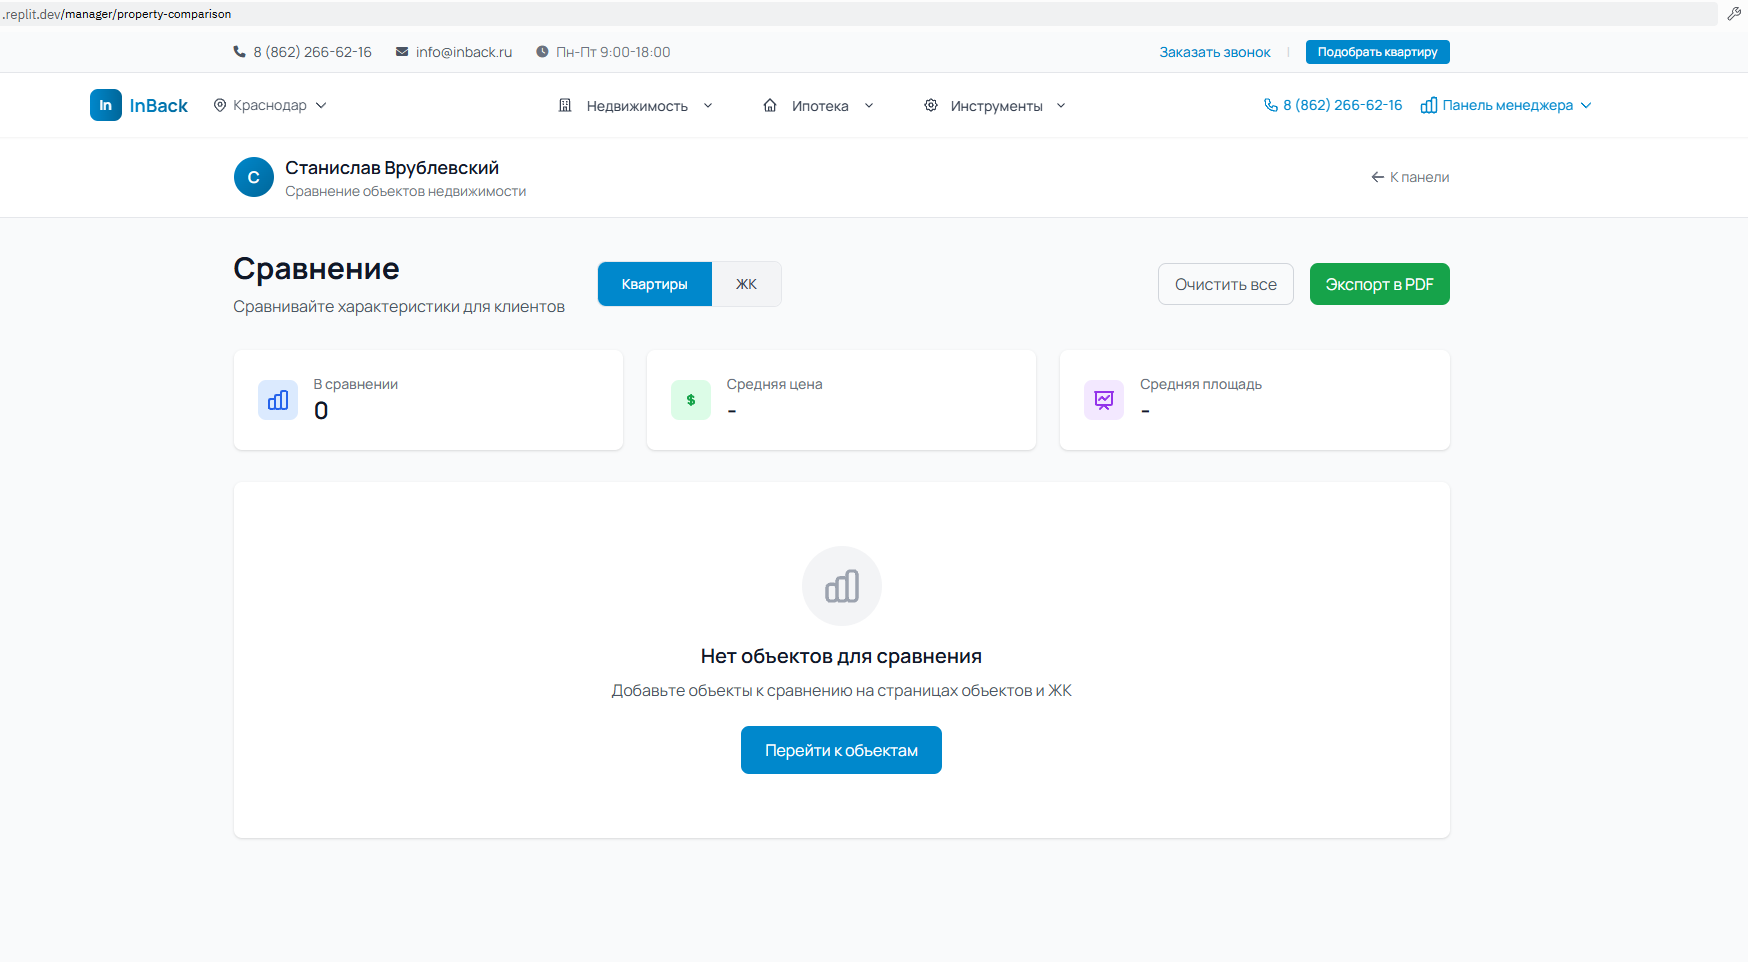 .replit.dev/manager/property-comparison
8 (862) 266-62-16 info@inback.ru Пн-Пт 9:00-18:00 Заказать звонок Подобрать квартиру
In InBack Краснодар Недвижимость Ипотека Инструменты 8 (862) 266-62-16 Панель менеджера
С Станислав Врублевский
Сравнение объектов недвижимости
К панели
Сравнение
Сравнивайте характеристики для клиентов
Квартиры ЖК
Очистить все Экспорт в PDF
В сравнении
0
$ Средняя цена
-
Средняя площадь
-
Нет объектов для сравнения
Добавьте объекты к сравнению на страницах объектов и ЖК
Перейти к объектам